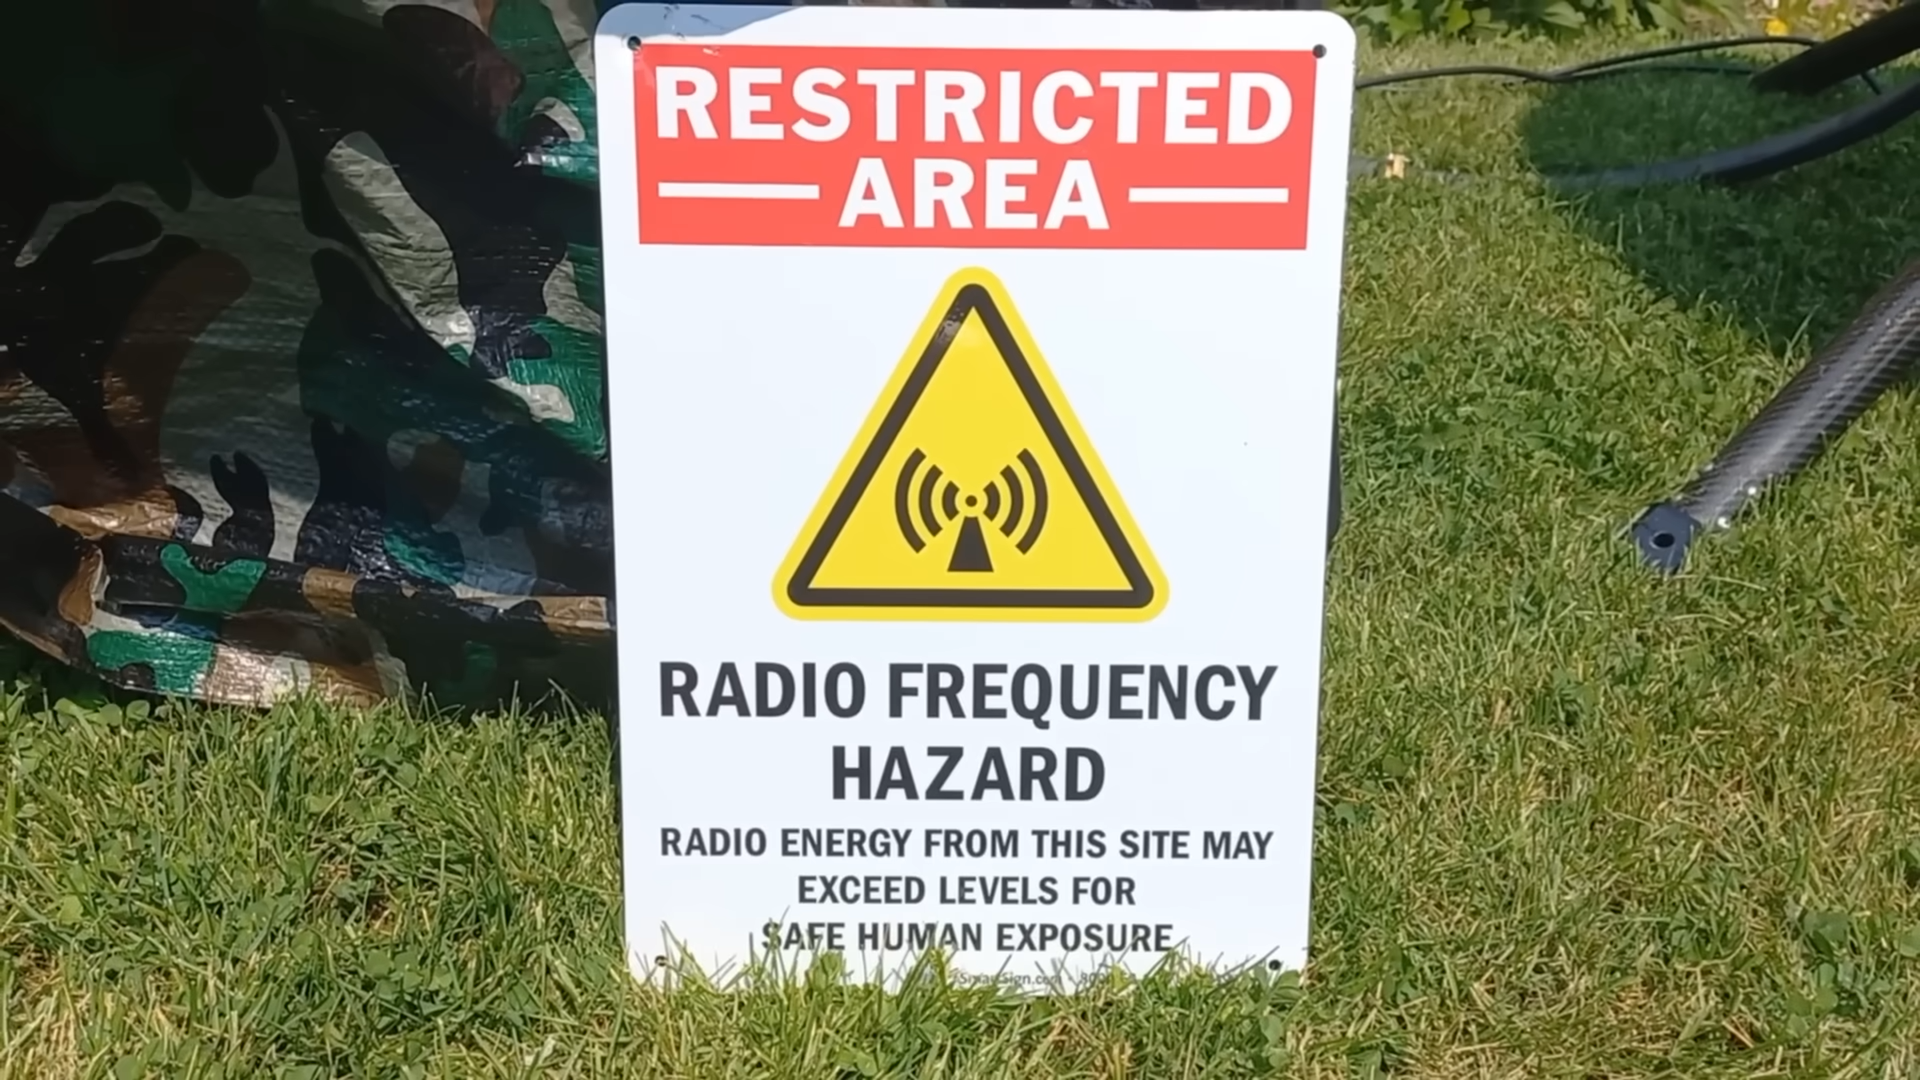 RESTRICTED
AREA
RADIO FREQUENCY
HAZARD
RADIO ENERGY FROM THIS SITE MAY
EXCEED LEVELS FOR
SAFE HUMAN EXPOSURE